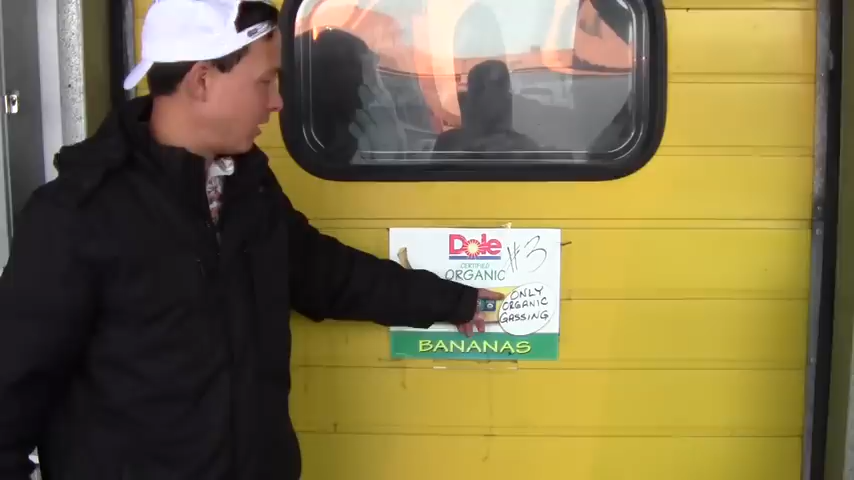 Dole #3
CERTIFIED
ORGANIC
ONLY
ORGANIC
GASSING
BANANAS